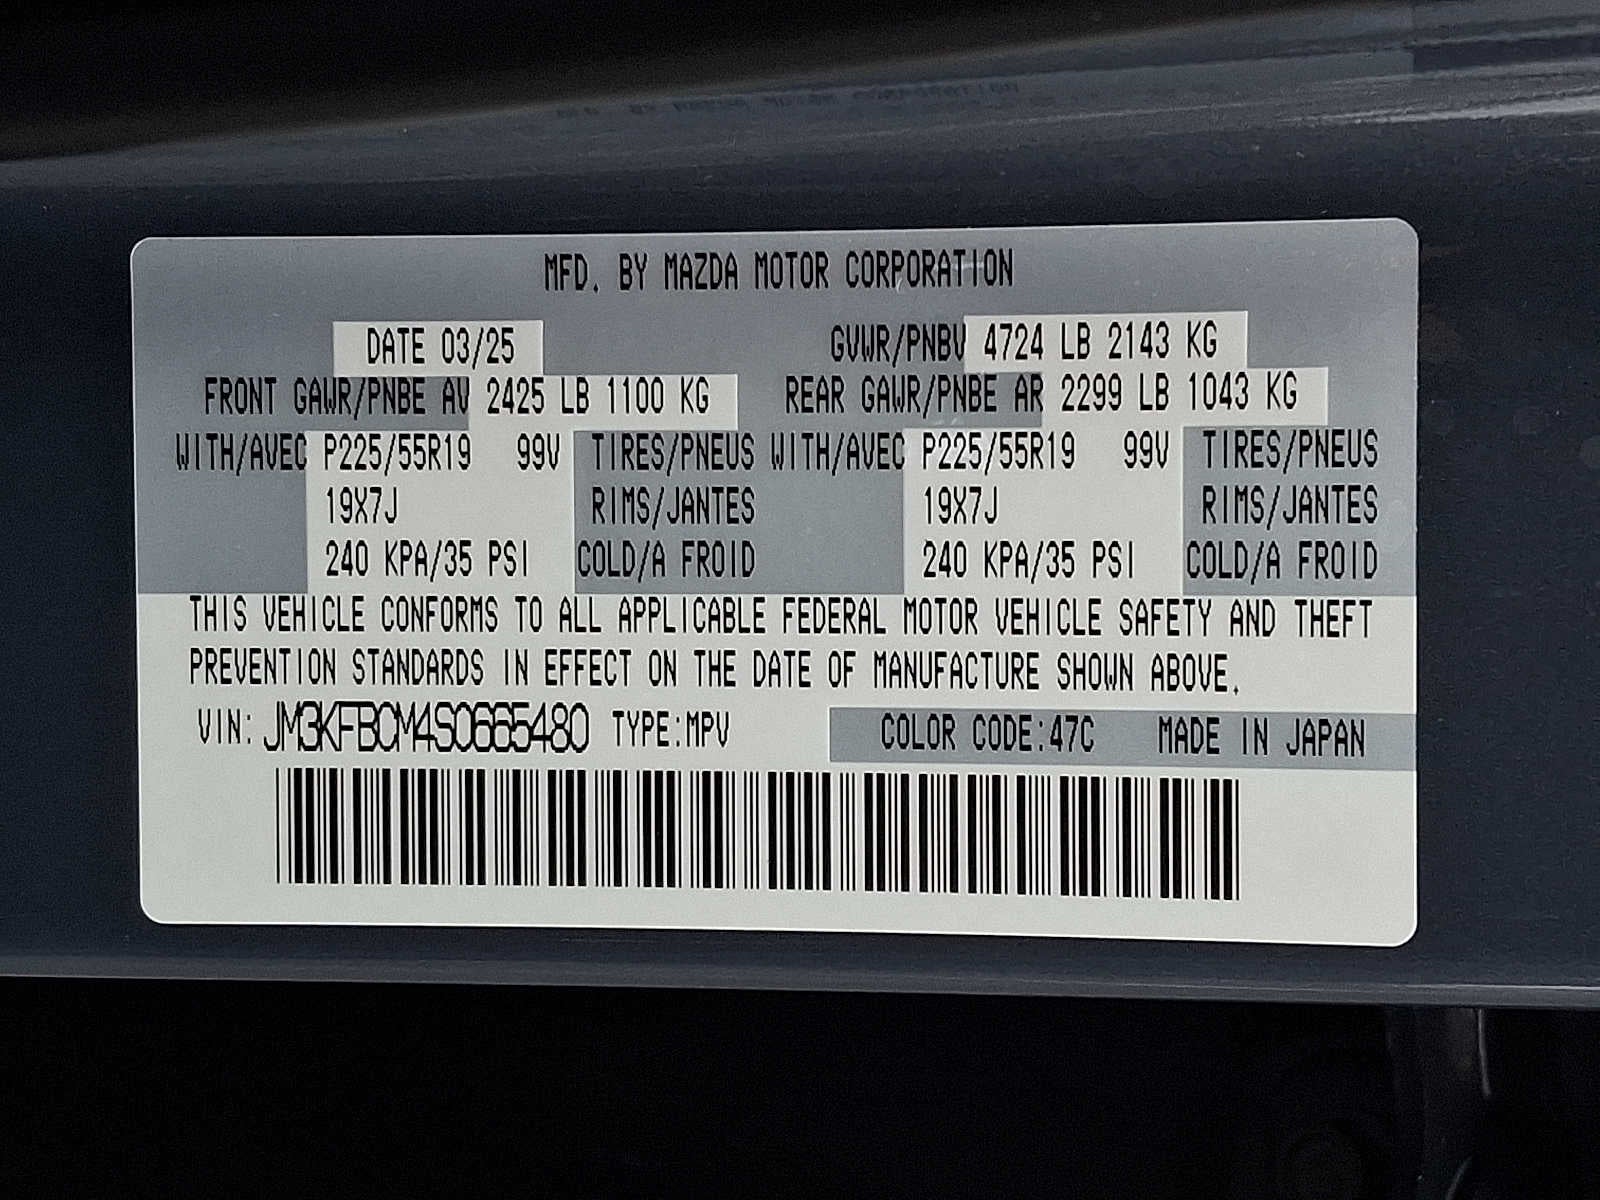 MFD. BY MAZDA MOTOR CORPORATION
DATE 03/25 GVWR/PNBV 4724 LB 2143 KG
FRONT GAWR/PNBE AV 2425 LB 1100 KG REAR GAWR/PNBE AR 2299 LB 1043 KG
WITH/AVEC P225/55R19 99V TIRES/PNEUS WITH/AVEC P225/55R19 99V TIRES/PNEUS
19X7J RIMS/JANTES 19X7J RIMS/JANTES
240 KPA/35 PSI COLD/A FROID 240 KPA/35 PSI COLD/A FROID
THIS VEHICLE CONFORMS TO ALL APPLICABLE FEDERAL MOTOR VEHICLE SAFETY AND THEFT
PREVENTION STANDARDS IN EFFECT ON THE DATE OF MANUFACTURE SHOWN ABOVE.
VIN: JM3KFBCM4S0665480 TYPE:MPV COLOR CODE:47C MADE IN JAPAN